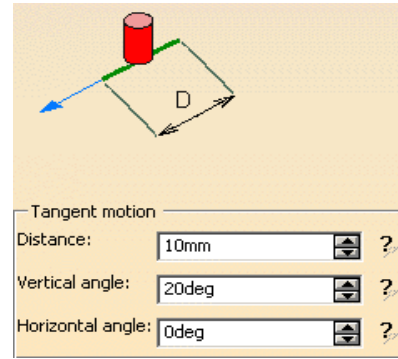 D
Tangent motion
Distance: 10mm ?
Vertical angle: 20deg ?
Horizontal angle: 0deg ?